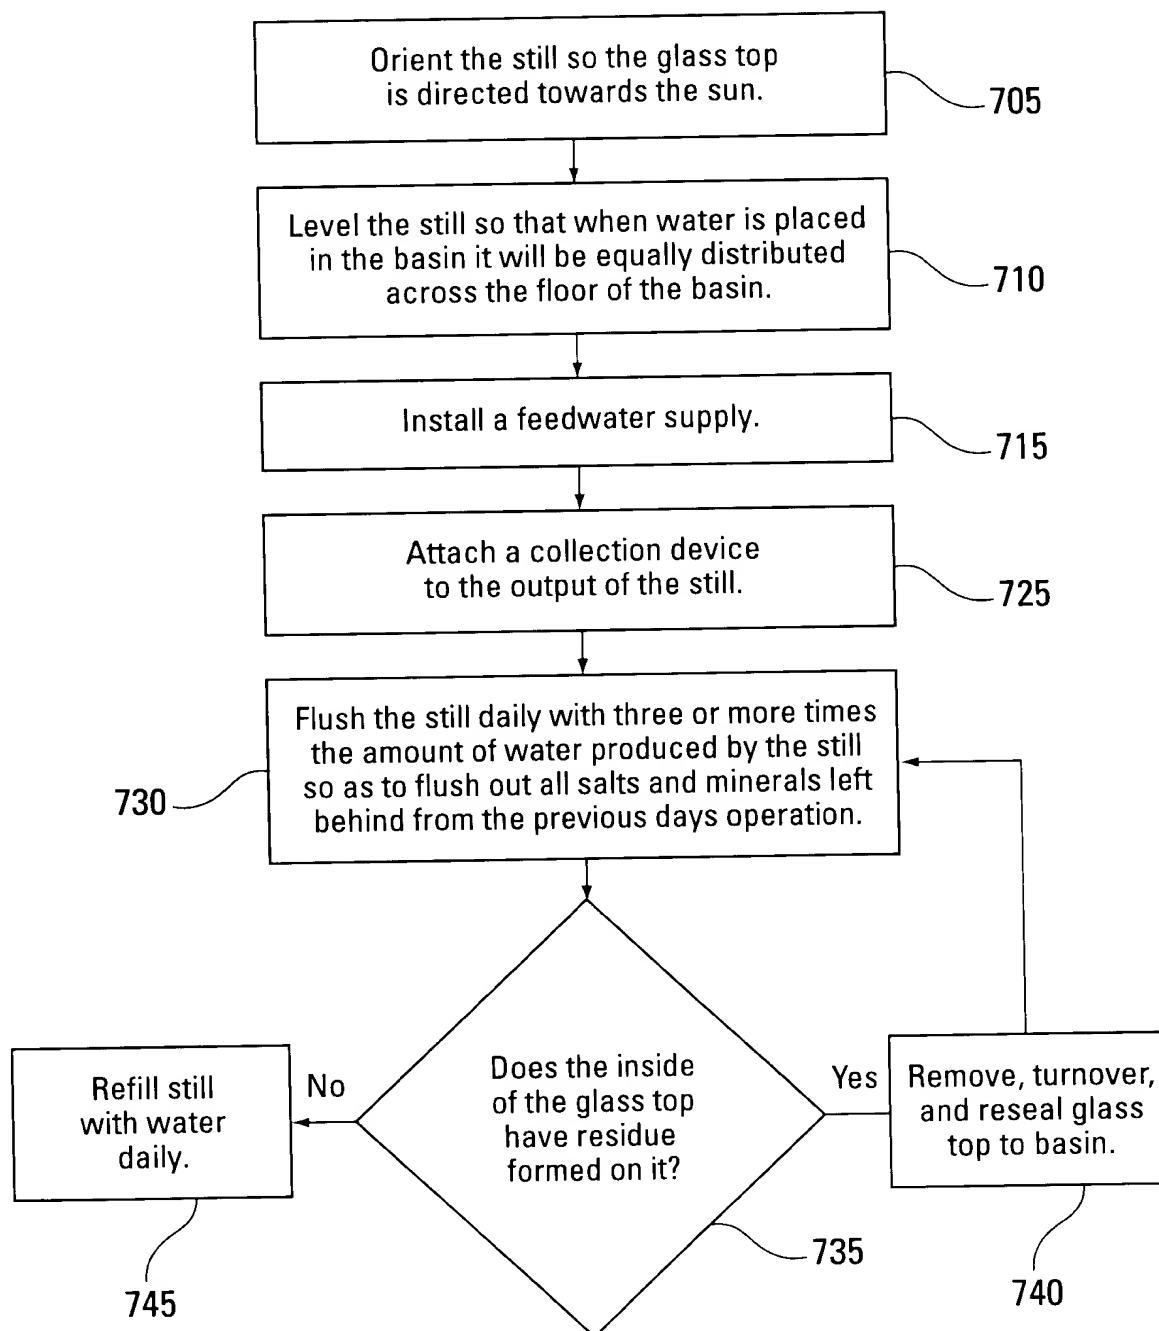 Orient the still so the glass top
is directed towards the sun.
705
Level the still so that when water is placed
in the basin it will be equally distributed
across the floor of the basin.
710
Install a feedwater supply.
715
Attach a collection device
to the output of the still.
725
Flush the still daily with three or more times
the amount of water produced by the still
so as to flush out all salts and minerals left
behind from the previous days operation.
730
Does the inside
of the glass top
have residue
formed on it?
735
No
Refill still
with water
daily.
745
Yes
Remove, turnover,
and reseal glass
top to basin.
740